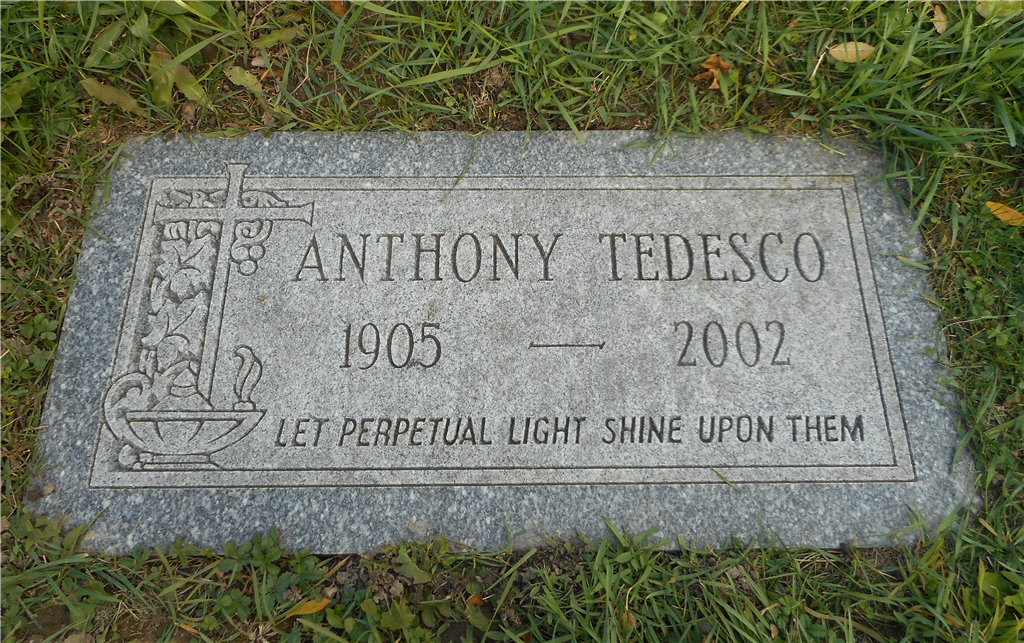 ANTHONY TEDESCO
1905 — 2002
LET PERPETUAL LIGHT SHINE UPON THEM